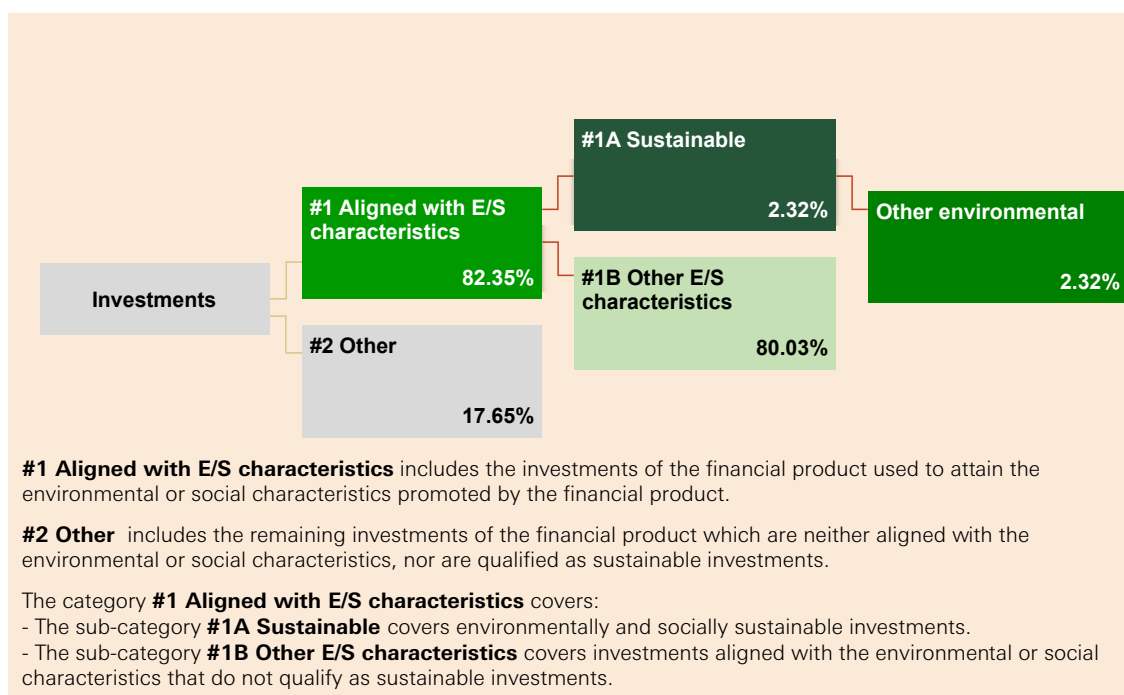 #1A Sustainable
2.32%
#1 Aligned with E/S
characteristics
82.35%
Other environmental
2.32%
Investments
#1B Other E/S
characteristics
80.03%
#2 Other
17.65%
#1 Aligned with E/S characteristics includes the investments of the financial product used to attain the
environmental or social characteristics promoted by the financial product.
#2 Other includes the remaining investments of the financial product which are neither aligned with the
environmental or social characteristics, nor are qualified as sustainable investments.
The category #1 Aligned with E/S characteristics covers:
- The sub-category #1A Sustainable covers environmentally and socially sustainable investments.
- The sub-category #1B Other E/S characteristics covers investments aligned with the environmental or social
characteristics that do not qualify as sustainable investments.